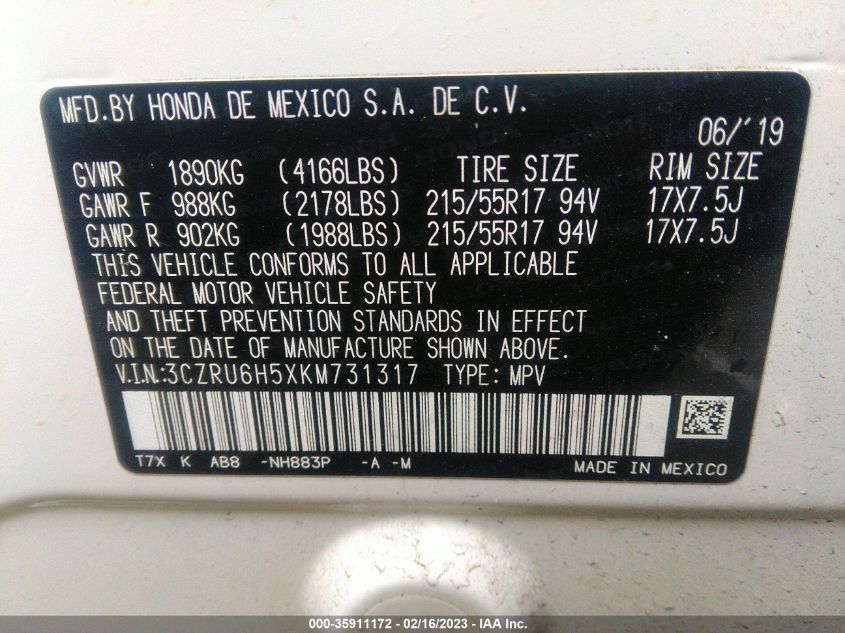 MFD.BY HONDA DE MEXICO S.A. DE C.V.
06/'19
GVWR 1890KG (4166LBS) TIRE SIZE RIM SIZE
GAWR F 988KG (2178LBS) 215/55R17 94V 17X7.5J
GAWR R 902KG (1988LBS) 215/55R17 94V 17X7.5J
THIS VEHICLE CONFORMS TO ALL APPLICABLE
FEDERAL MOTOR VEHICLE SAFETY
AND THEFT PREVENTION STANDARDS IN EFFECT
ON THE DATE OF MANUFACTURE SHOWN ABOVE.
V.I.N.:3CZRU6H5XKM731317 TYPE: MPV
T7X K AB8 -NH883P -A -M
MADE IN MEXICO
000-35911172 - 02/16/2023 - IAA Inc.